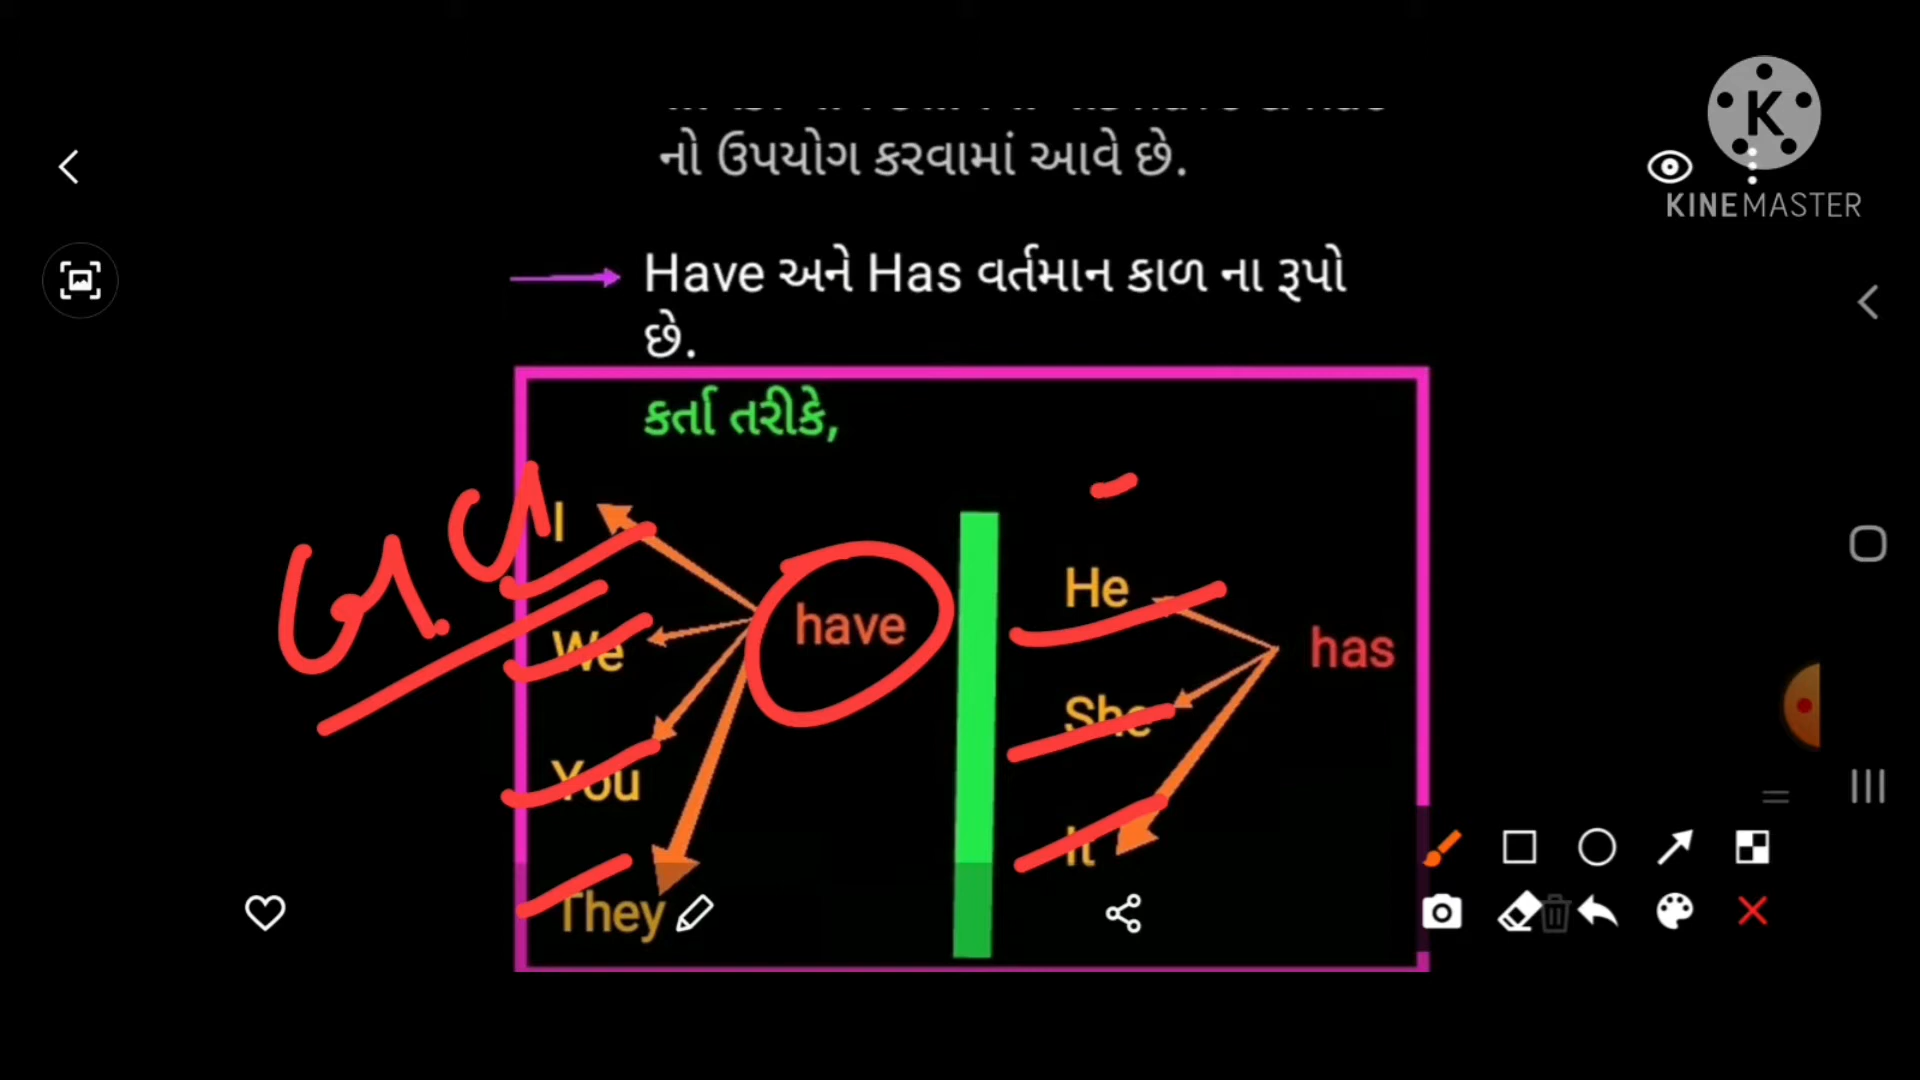 નો ઉપયોગ કરવામાં આવે છે.
KINEMASTER
Have અને Has વર્તમાન કાળ ના રૂપો
છે.
કર્તા તરીકે,
બ.વ
I
We
You
They
have
He
She
It
has